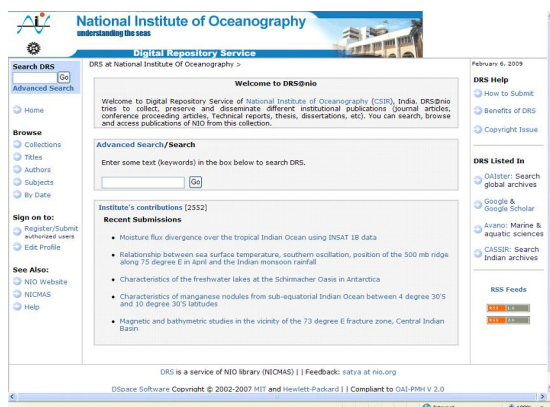 National Institute of Oceanography
understanding the seas
Digital Repository Service
Search DRS
Go
Advanced Search
Home
Browse
Collections
Titles
Authors
Subjects
By Date
Sign on to:
Register/Submit
authorized users
Edit Profile
See Also:
NIO Website
NICMAS
Help
DRS at National Institute Of Oceanography >
Welcome to DRS@nio
Welcome to Digital Repository Service of National Institute of Oceanography (CSIR), India. DRS@nio
tries to collect, preserve and disseminate different institutional publications (journal articles,
conference proceeding articles, Technical reports, thesis, dissertations, etc). You can search, browse
and access publications of NIO from this collection.
Advanced Search/Search
Enter some text (keywords) in the box below to search DRS.
Go
Institute's contributions [2552]
Recent Submissions
Moisture flux divergence over the tropical Indian Ocean using INSAT 1B data
Relationship between sea surface temperature, southern oscillation, position of the 500 mb ridge
along 75 degree E in April and the Indian monsoon rainfall
Characteristics of the freshwater lakes at the Schirmacher Oasis in Antarctica
Characteristics of manganese nodules from sub-equatorial Indian Ocean between 4 degree 30'S
and 10 degree 30'S latitudes
Magnetic and bathymetric studies in the vicinity of the 73 degree E fracture zone, Central Indian
Basin
February 6, 2009
DRS Help
How to Submit
Benefits of DRS
Copyright Issue
DRS Listed In
OAIster: Search
global archives
Google &
Google Scholar
Avano: Marine &
aquatic sciences
CASSIR: Search
Indian archives
RSS Feeds
DRS is a service of NIO library (NICMAS) | | Feedback: satya at nio.org
DSpace Software Copyright © 2002-2007 MIT and Hewlett-Packard | | Compliant to OAI-PMH V 2.0